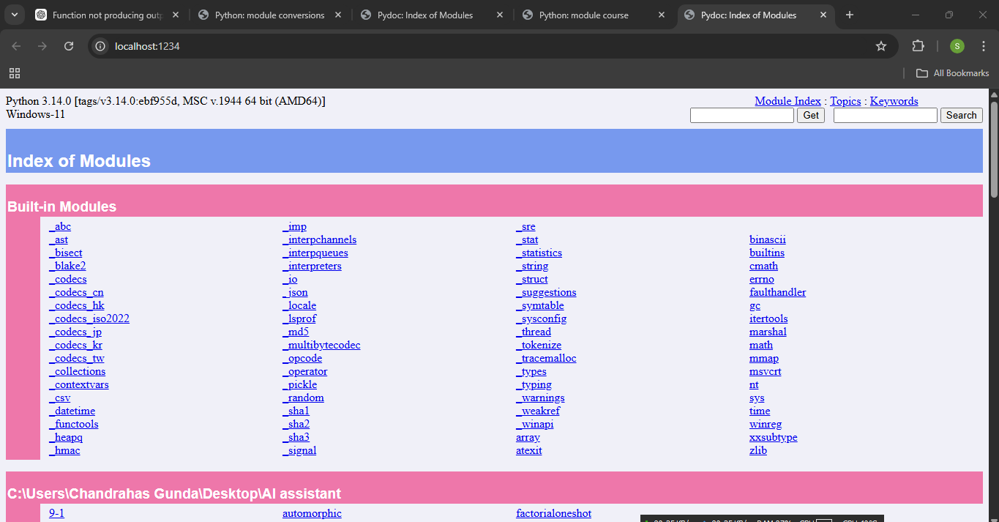 Function not producing outp
Python: module conversions
Pydoc: Index of Modules
Python: module course
Pydoc: Index of Modules
localhost:1234
S
All Bookmarks
Python 3.14.0 [tags/v3.14.0:ebf955d, MSC v.1944 64 bit (AMD64)]
Windows-11
Module Index : Topics : Keywords
Get
Search
Index of Modules
Built-in Modules
_abc
_ast
_bisect
_blake2
_codecs
_codecs_cn
_codecs_hk
_codecs_iso2022
_codecs_jp
_codecs_kr
_codecs_tw
_collections
_contextvars
_csv
_datetime
_functools
_heapq
_hmac
_imp
_interpchannels
_interpqueues
_interpreters
_io
_json
_locale
_lsprof
_md5
_multibytecodec
_opcode
_operator
_pickle
_random
_sha1
_sha2
_sha3
_signal
_sre
_stat
_statistics
_string
_struct
_suggestions
_symtable
_sysconfig
_thread
_tokenize
_tracemalloc
_types
_typing
_warnings
_weakref
_winapi
array
atexit
binascii
builtins
cmath
errno
faulthandler
gc
itertools
marshal
math
mmap
msvcrt
nt
sys
time
winreg
xxsubtype
zlib
C:\Users\Chandrahas Gunda\Desktop\AI assistant
9-1
automorphic
factorialoneshot